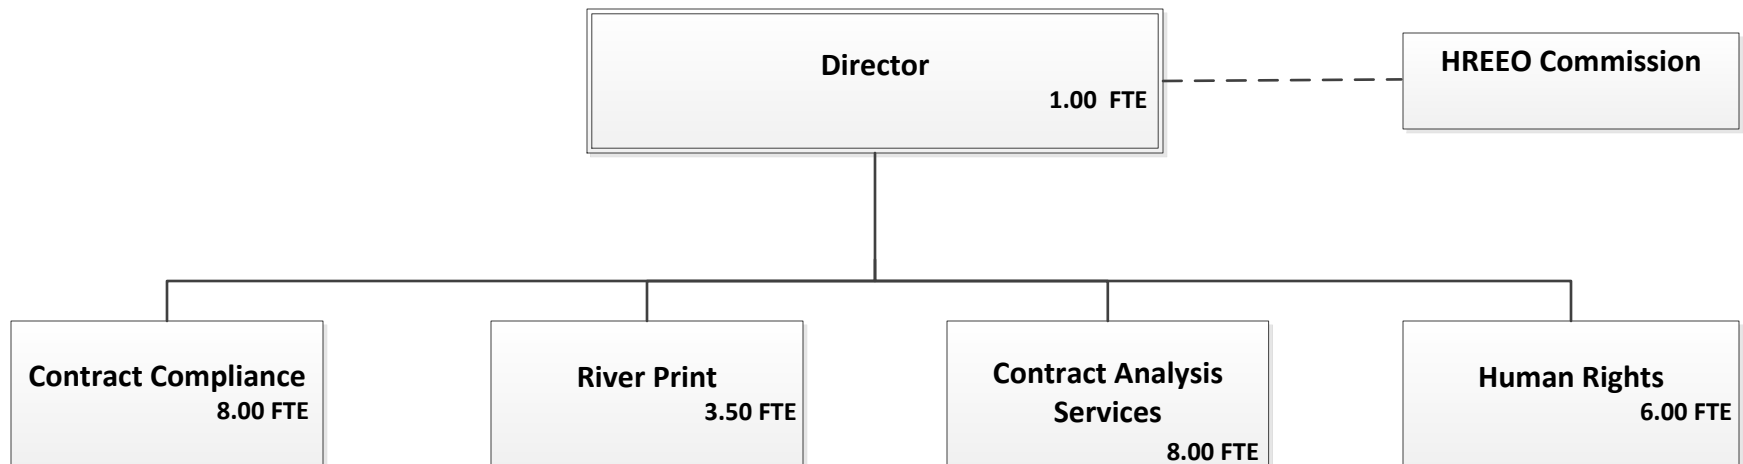 Director
1.00 FTE
HREEO Commission
Contract Compliance
8.00 FTE
River Print
3.50 FTE
Contract Analysis
Services
8.00 FTE
Human Rights
6.00 FTE